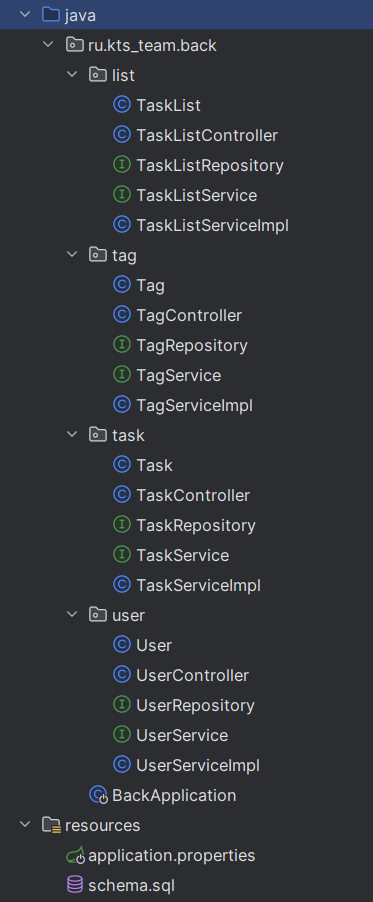 java
ru.kts_team.back
list
TaskList
TaskListController
TaskListRepository
TaskListService
TaskListServiceImpl
tag
Tag
TagController
TagRepository
TagService
TagServiceImpl
task
Task
TaskController
TaskRepository
TaskService
TaskServiceImpl
user
User
UserController
UserRepository
UserService
UserServiceImpl
BackApplication
resources
application.properties
schema.sql